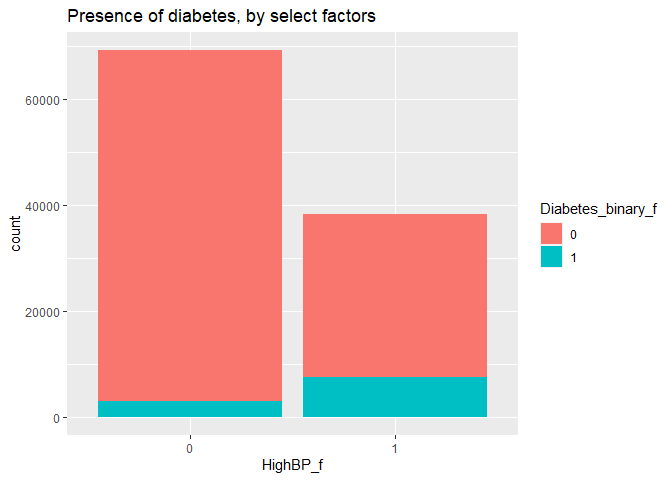 Presence of diabetes, by select factors
count
60000
40000
20000
0
0
1
HighBP_f
Diabetes_binary_f
0
1